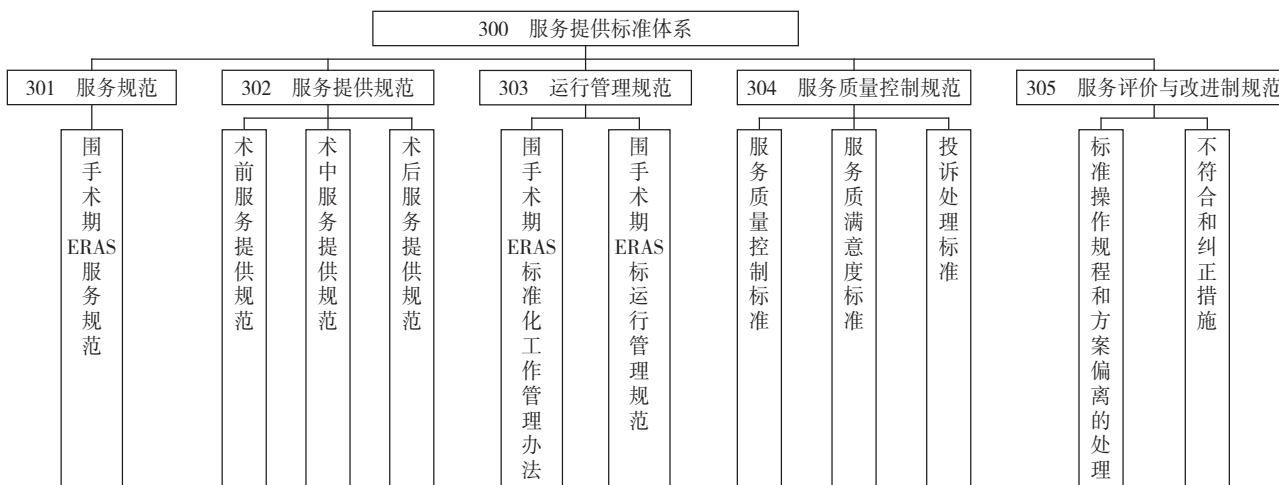 300 服务提供标准体系
301 服务规范
302 服务提供规范
303 运行管理规范
304 服务质量控制规范
305 服务评价与改进制规范
围手术期ERAS服务规范
术前服务提供规范
术中服务提供规范
术后服务提供规范
围手术期ERAS标准化工作管理办法
围手术期ERAS标运行管理规范
服务质量控制标准
服务质满意度标准
投诉处理标准
标准操作规程和方案偏离的处理
不符合和纠正措施